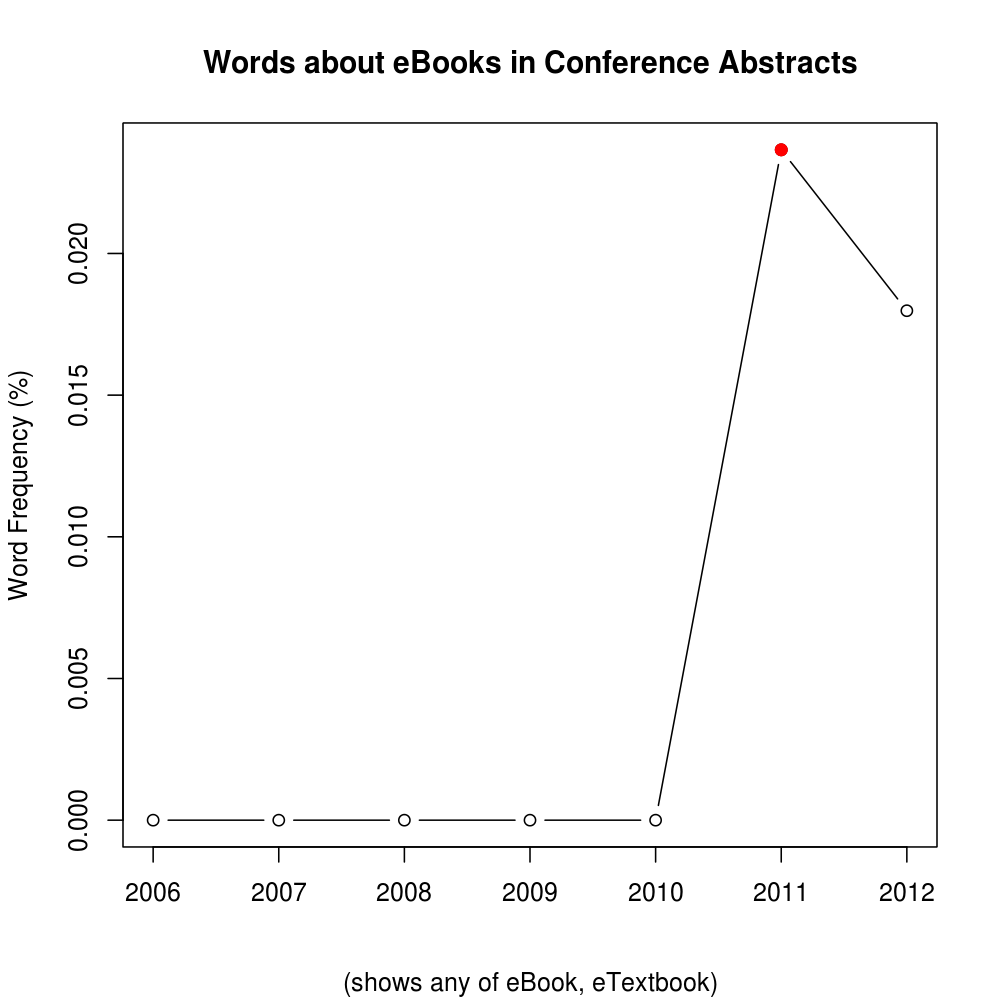 Words about eBooks in Conference Abstracts
Word Frequency (%)
0.020
0.015
0.010
0.005
0.000
2006 2007 2008 2009 2010 2011 2012
(shows any of eBook, eTextbook)